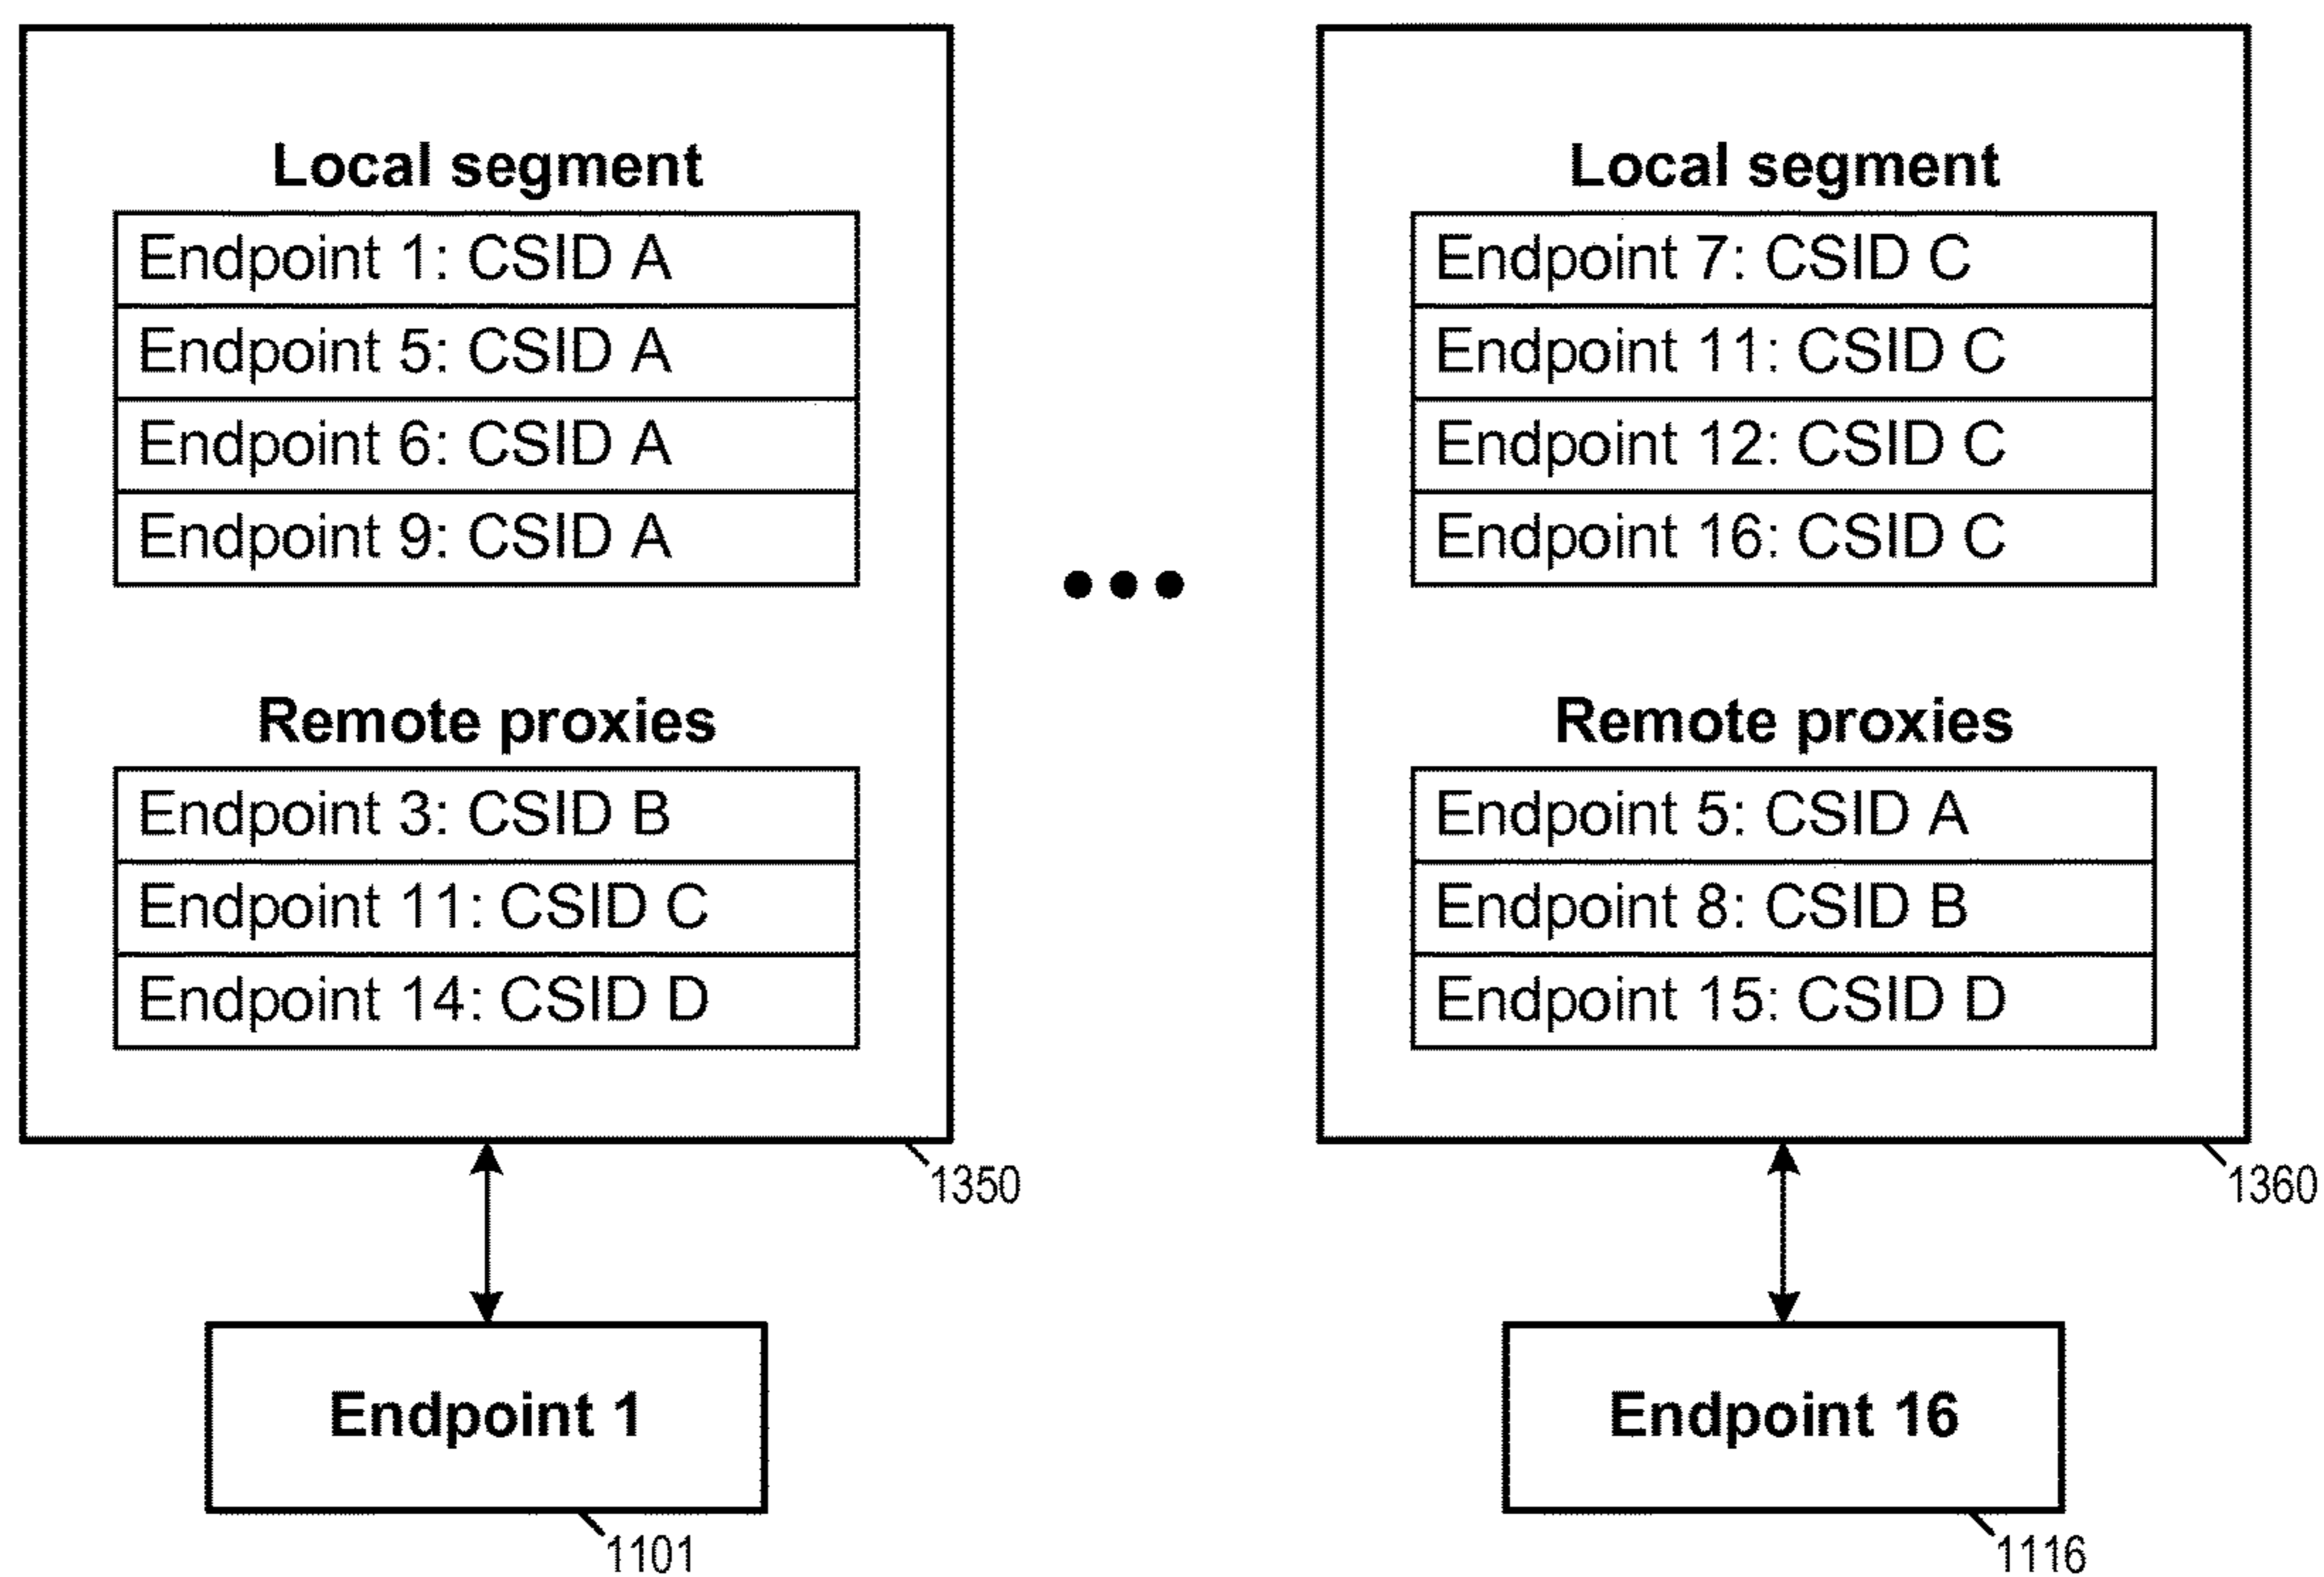 Local segment
Endpoint 1: CSID A
Endpoint 5: CSID A
Endpoint 6: CSID A
Endpoint 9: CSID A
Remote proxies
Endpoint 3: CSID B
Endpoint 11: CSID C
Endpoint 14: CSID D
1350
Endpoint 1
1101
Local segment
Endpoint 7: CSID C
Endpoint 11: CSID C
Endpoint 12: CSID C
Endpoint 16: CSID C
Remote proxies
Endpoint 5: CSID A
Endpoint 8: CSID B
Endpoint 15: CSID D
1360
Endpoint 16
1116